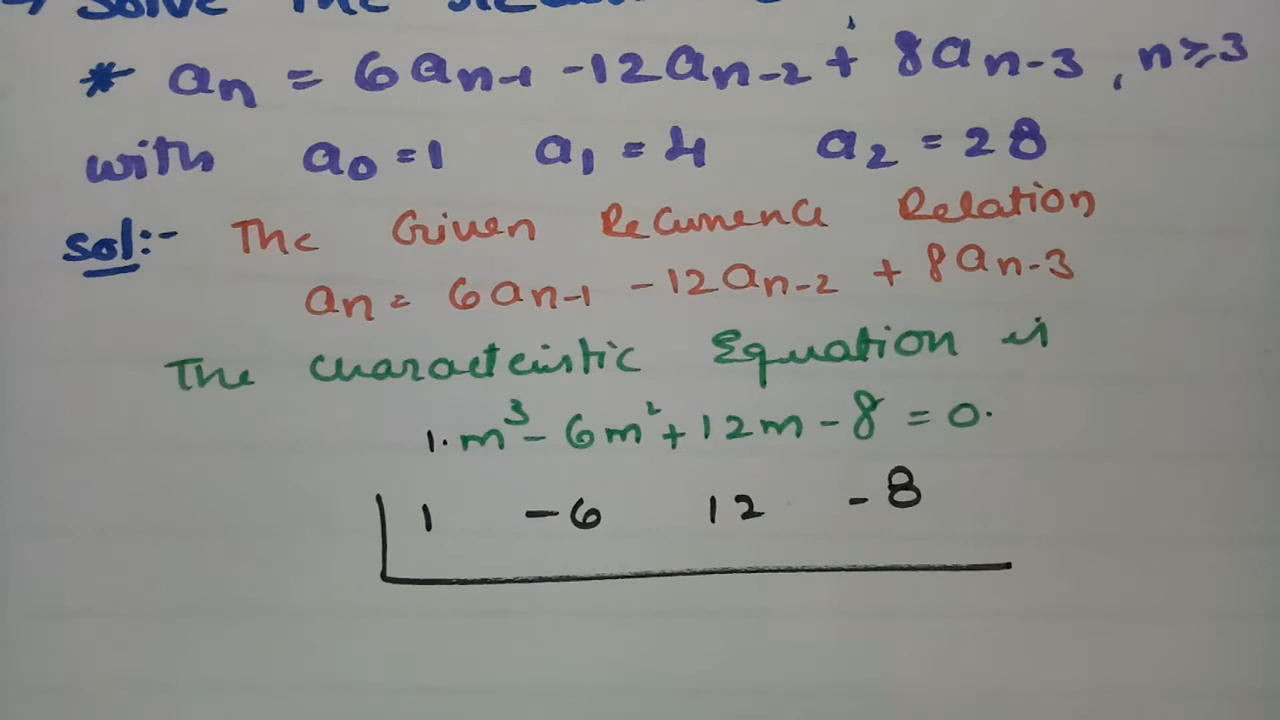 * an = 6an-1 -12an-2 + 8an-3, n≥3
with a0=1 a1=4 a2=28
Sol:- The Given Recurrence Relation
an = 6an-1 -12an-2 + 8an-3
The characteristic Equation is
1.m³-6m²+12m-8=0.
1 -6 12 -8